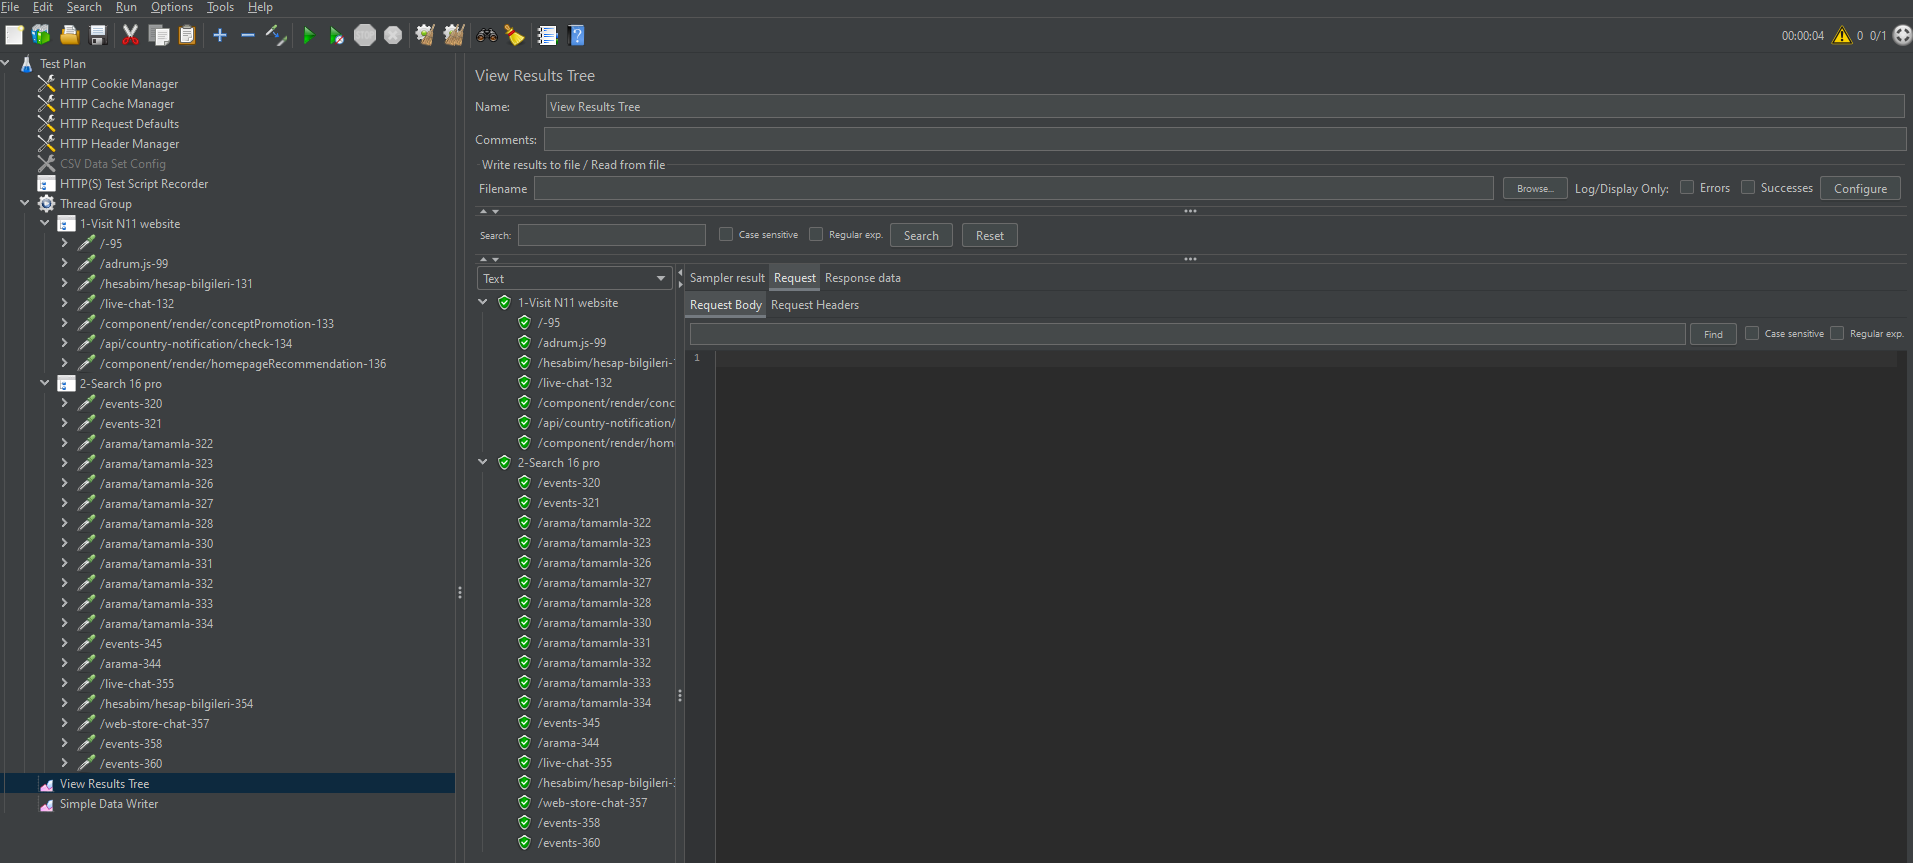 File Edit Search Run Options Tools Help
00:00:04 0 0/1
Test Plan
HTTP Cookie Manager
HTTP Cache Manager
HTTP Request Defaults
HTTP Header Manager
CSV Data Set Config
HTTP(S) Test Script Recorder
Thread Group
1-Visit N11 website
/-95
/adrum.js-99
/hesabim/hesap-bilgileri-131
/live-chat-132
/component/render/conceptPromotion-133
/api/country-notification/check-134
/component/render/homepageRecommendation-136
2-Search 16 pro
/events-320
/events-321
/arama/tamamla-322
/arama/tamamla-323
/arama/tamamla-326
/arama/tamamla-327
/arama/tamamla-328
/arama/tamamla-330
/arama/tamamla-331
/arama/tamamla-332
/arama/tamamla-333
/arama/tamamla-334
/events-345
/arama-344
/live-chat-355
/hesabim/hesap-bilgileri-354
/web-store-chat-357
/events-358
/events-360
View Results Tree
Simple Data Writer
View Results Tree
Name: View Results Tree
Comments:
Write results to file / Read from file
Filename Browse... Log/Display Only: Errors Successes Configure
Search: Case sensitive Regular exp. Search Reset
Text
1-Visit N11 website
/-95
/adrum.js-99
/hesabim/hesap-bilgileri-
/live-chat-132
/component/render/conc
/api/country-notification/
/component/render/hom
2-Search 16 pro
/events-320
/events-321
/arama/tamamla-322
/arama/tamamla-323
/arama/tamamla-326
/arama/tamamla-327
/arama/tamamla-328
/arama/tamamla-330
/arama/tamamla-331
/arama/tamamla-332
/arama/tamamla-333
/arama/tamamla-334
/events-345
/arama-344
/live-chat-355
/hesabim/hesap-bilgileri-
/web-store-chat-357
/events-358
/events-360
Sampler result Request Response data
Request Body Request Headers
Find Case sensitive Regular exp.
1